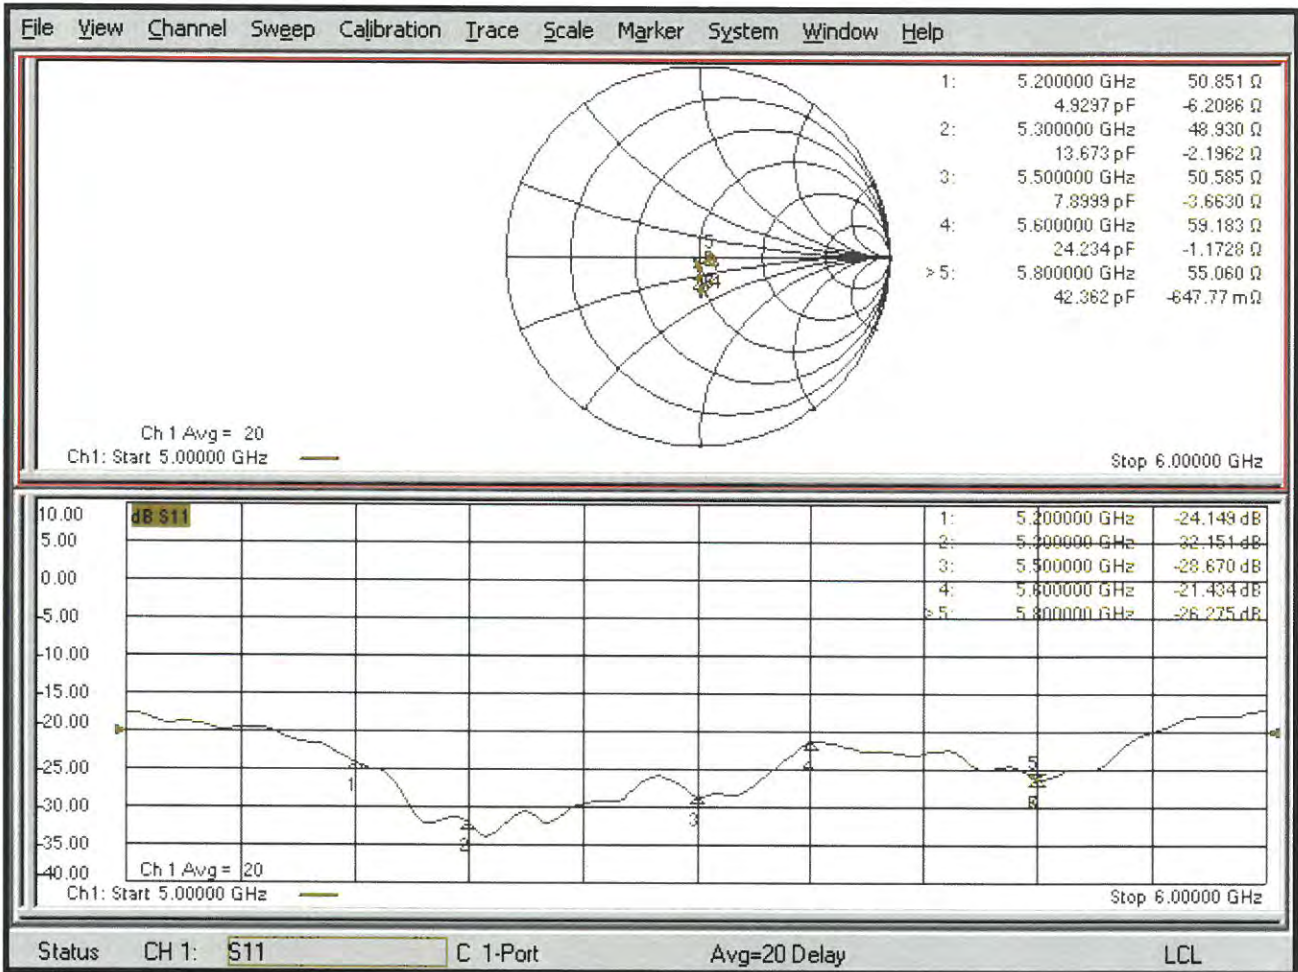 File View Channel Sweep Calibration Trace Scale Marker System Window Help
1: 5.200000 GHz 50.851 Ω
4.9297 pF -6.2086 Ω
2: 5.300000 GHz 48.930 Ω
13.673 pF -2.1962 Ω
3: 5.500000 GHz 50.585 Ω
7.8999 pF -3.6630 Ω
4: 5.600000 GHz 59.183 Ω
24.234 pF -1.1728 Ω
> 5: 5.800000 GHz 55.060 Ω
42.362 pF -647.77 mΩ
5
4
Ch 1 Avg = 20
Ch1: Start 5.00000 GHz
Stop 6.00000 GHz
10.00
5.00
0.00
-5.00
-10.00
-15.00
-20.00
-25.00
-30.00
-35.00
-40.00
dB S11
1: 5.200000 GHz -24.149 dB
2: 5.300000 GHz -32.151 dB
3: 5.500000 GHz -28.670 dB
4: 5.600000 GHz -21.434 dB
> 5: 5.800000 GHz -26.275 dB
1
2
3
4
5
Ch 1 Avg = 20
Ch1: Start 5.00000 GHz
Stop 6.00000 GHz
Status CH 1: S11 C 1-Port Avg=20 Delay LCL